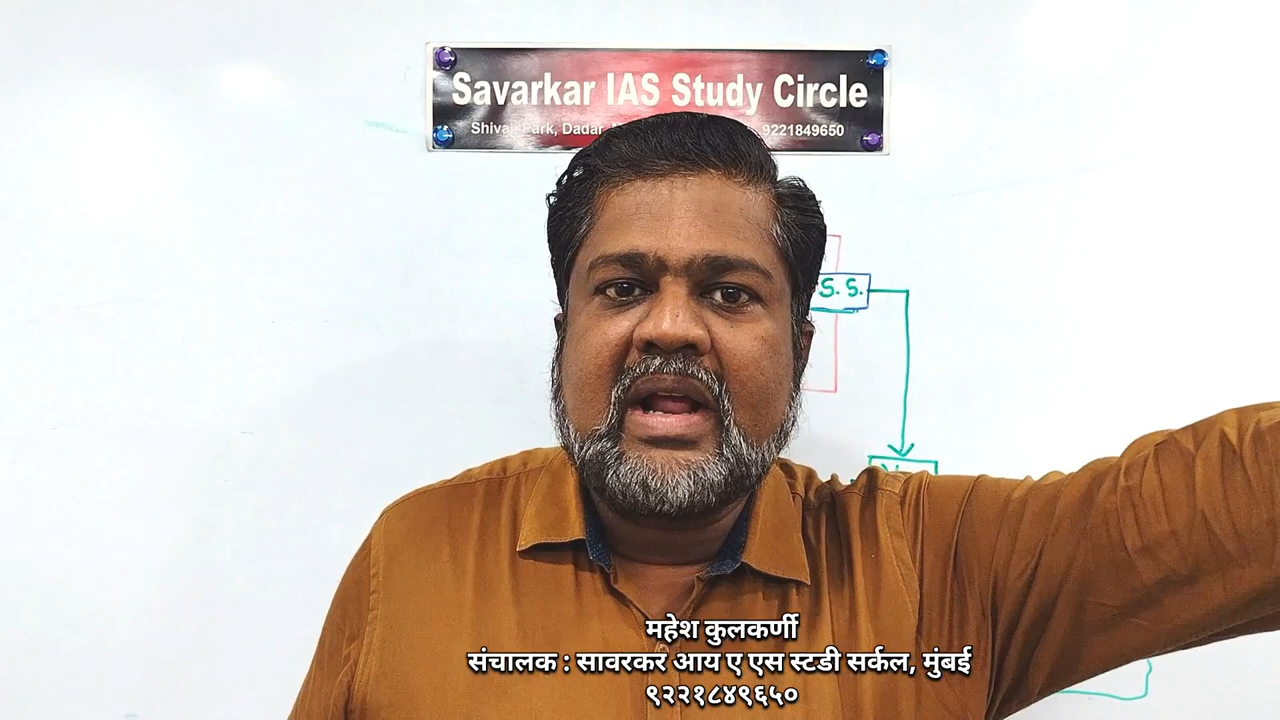 Savarkar IAS Study Circle
Shivaji Park, Dadar 9221849650
S. S.
महेश कुलकर्णी
संचालक : सावरकर आय ए एस स्टडी सर्कल, मुंबई
९२२१८४९६५०